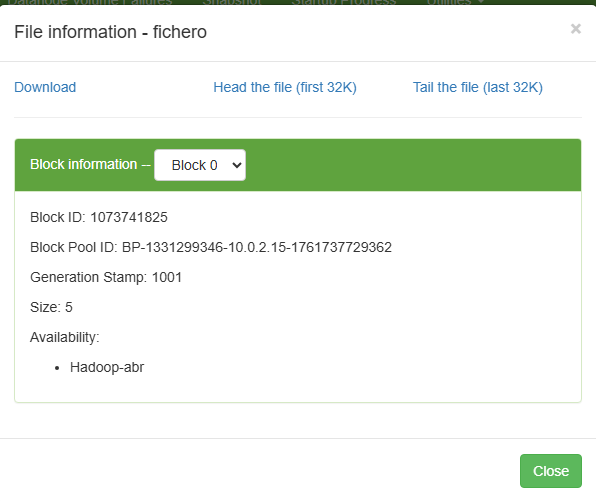 Datanode Volume Failures Snapshot Startup Progress Utilities
File information - fichero
×
Download Head the file (first 32K) Tail the file (last 32K)
Block information -- Block 0
Block ID: 1073741825
Block Pool ID: BP-1331299346-10.0.2.15-1761737729362
Generation Stamp: 1001
Size: 5
Availability:
• Hadoop-abr
Close